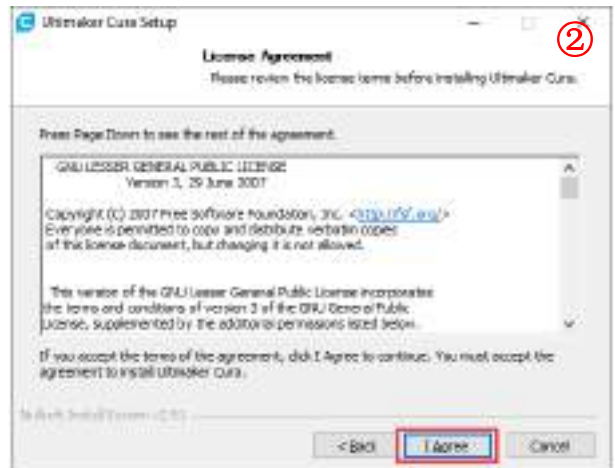 Ultimaker Cura Setup
②
License Agreement
Please review the license terms before installing Ultimaker Cura.
Press Page Down to see the rest of the agreement.
GNU LESSER GENERAL PUBLIC LICENSE
Version 3, 29 June 2007
Copyright (C) 2007 Free Software Foundation, Inc. <http://fsf.org/>
Everyone is permitted to copy and distribute verbatim copies
of this license document, but changing it is not allowed.
This version of the GNU Lesser General Public License incorporates
the terms and conditions of version 3 of the GNU General Public
License, supplemented by the additional permissions listed below.
If you accept the terms of the agreement, click I Agree to continue. You must accept the
agreement to install Ultimaker Cura.
Nullsoft Install System
< Back
I Agree
Cancel